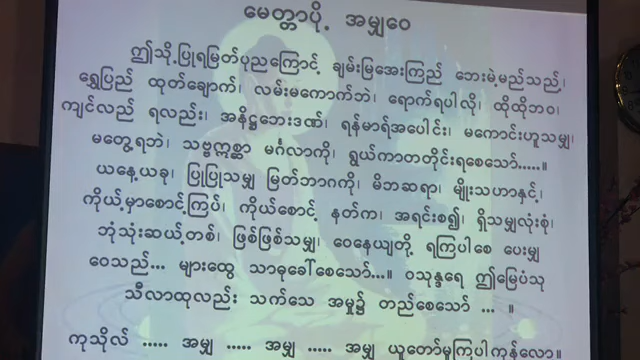 မေတ္တာပို့ အမျှဝေ
ဤသို့ပြုရမြတ်ပုညကြောင့် ချမ်းမြအေးကြည် ဘေးမဲ့မည်သည့်၊
ရွှေပြည် ထုတ်ချောက်၊ လမ်းမကောက်ဘဲ၊ ရောက်ရပါလို၊ ထိုထိုဘဝ၊
ကျင်လည် ရလည်း၊ အနိဋ္ဌဘေးဒဏ်၊ ရန်မာရ်အပေါင်း၊ မကောင်းဟူသမျှ၊
မတွေ့ရဘဲ၊ သဗ္ဗဣစ္ဆာ မင်္ဂလာကို၊ ရွယ်ကာတတိုင်းရစေသော်.....။
ယနေ့ယခု၊ ပြုပြုသမျှ မြတ်ဘာဂကို၊ မိဘဆရာ၊ မျိုးသဟာနှင့်၊
ကိုယ့်မှာစောင့်ကြပ်၊ ကိုယ်စောင့် နတ်က၊ အရင်းစ၍၊ ရှိသမျှလုံးစုံ၊
ဘုံသုံးဆယ့်တစ်၊ ဖြစ်ဖြစ်သမျှ၊ ဝေနေယျတို့ ရကြပါစေ ပေးမျှ
ဝေသည်... များထွေ သာဓုခေါ်စေသော်...။ ဝသုန္ဒရေ ဤမြေပံသု
သီလာထုလည်း သက်သေ အမှု၌ တည်စေသော် ... ။
ကုသိုလ် ..... အမျှ ..... အမျှ ..... အမျှ ယူတော်မူကြပါကုန်လော။